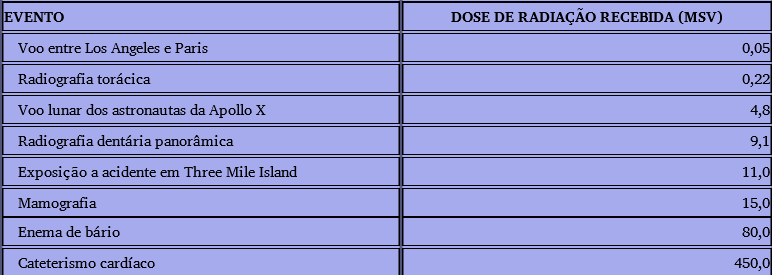 EVENTO DOSE DE RADIAÇÃO RECEBIDA (MSV)
Voo entre Los Angeles e Paris 0,05
Radiografia torácica 0,22
Voo lunar dos astronautas da Apollo X 4,8
Radiografia dentária panorâmica 9,1
Exposição a acidente em Three Mile Island 11,0
Mamografia 15,0
Enema de bário 80,0
Cateterismo cardíaco 450,0